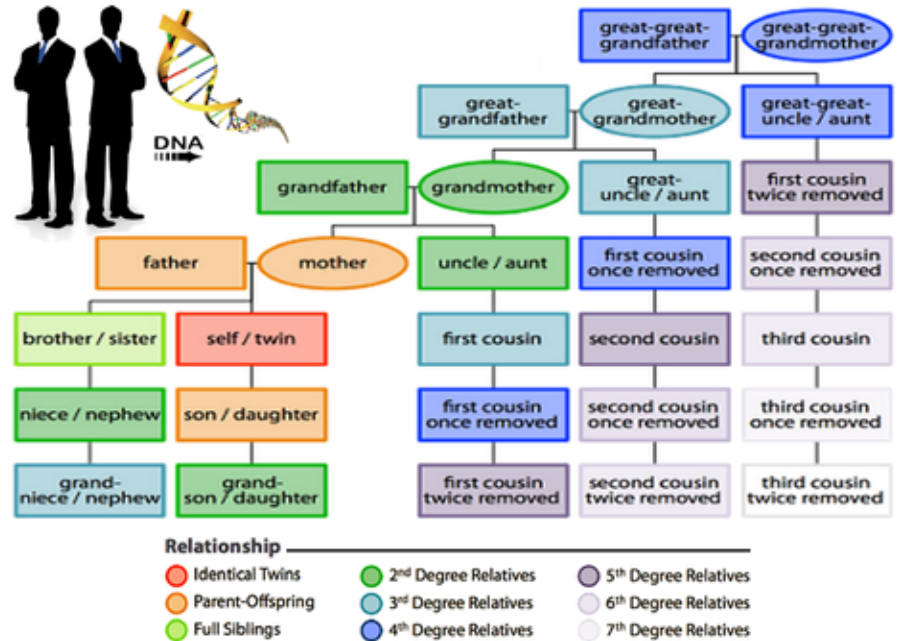 great-great-
grandfather
great-great-
grandmother
DNA
great-
grandfather
great-
grandmother
great-great-
uncle / aunt
grandfather
grandmother
great-
uncle / aunt
first cousin
twice removed
father
mother
uncle / aunt
first cousin
once removed
second cousin
once removed
brother / sister
self / twin
first cousin
second cousin
third cousin
niece / nephew
son / daughter
first cousin
once removed
second cousin
once removed
third cousin
once removed
grand-
niece / nephew
grand-
son / daughter
first cousin
twice removed
second cousin
twice removed
third cousin
twice removed
Relationship
Identical Twins
2nd Degree Relatives
5th Degree Relatives
Parent-Offspring
3rd Degree Relatives
6th Degree Relatives
Full Siblings
4th Degree Relatives
7th Degree Relatives